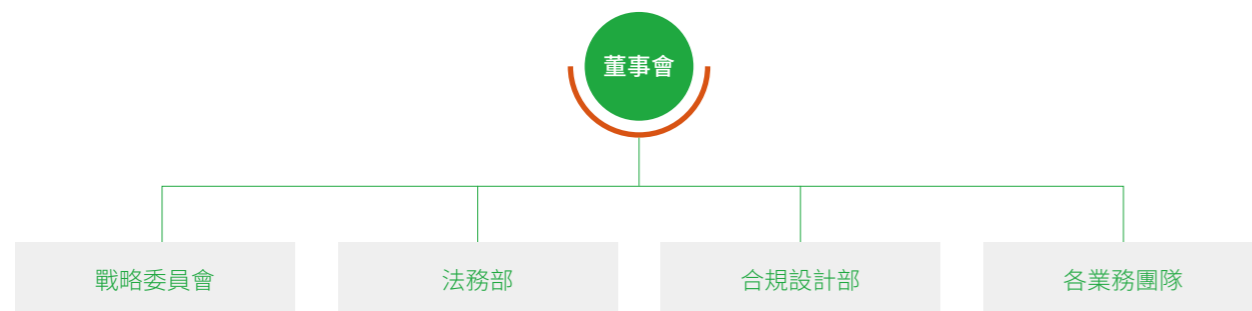 董事會
戰略委員會
法務部
合規設計部
各業務團隊